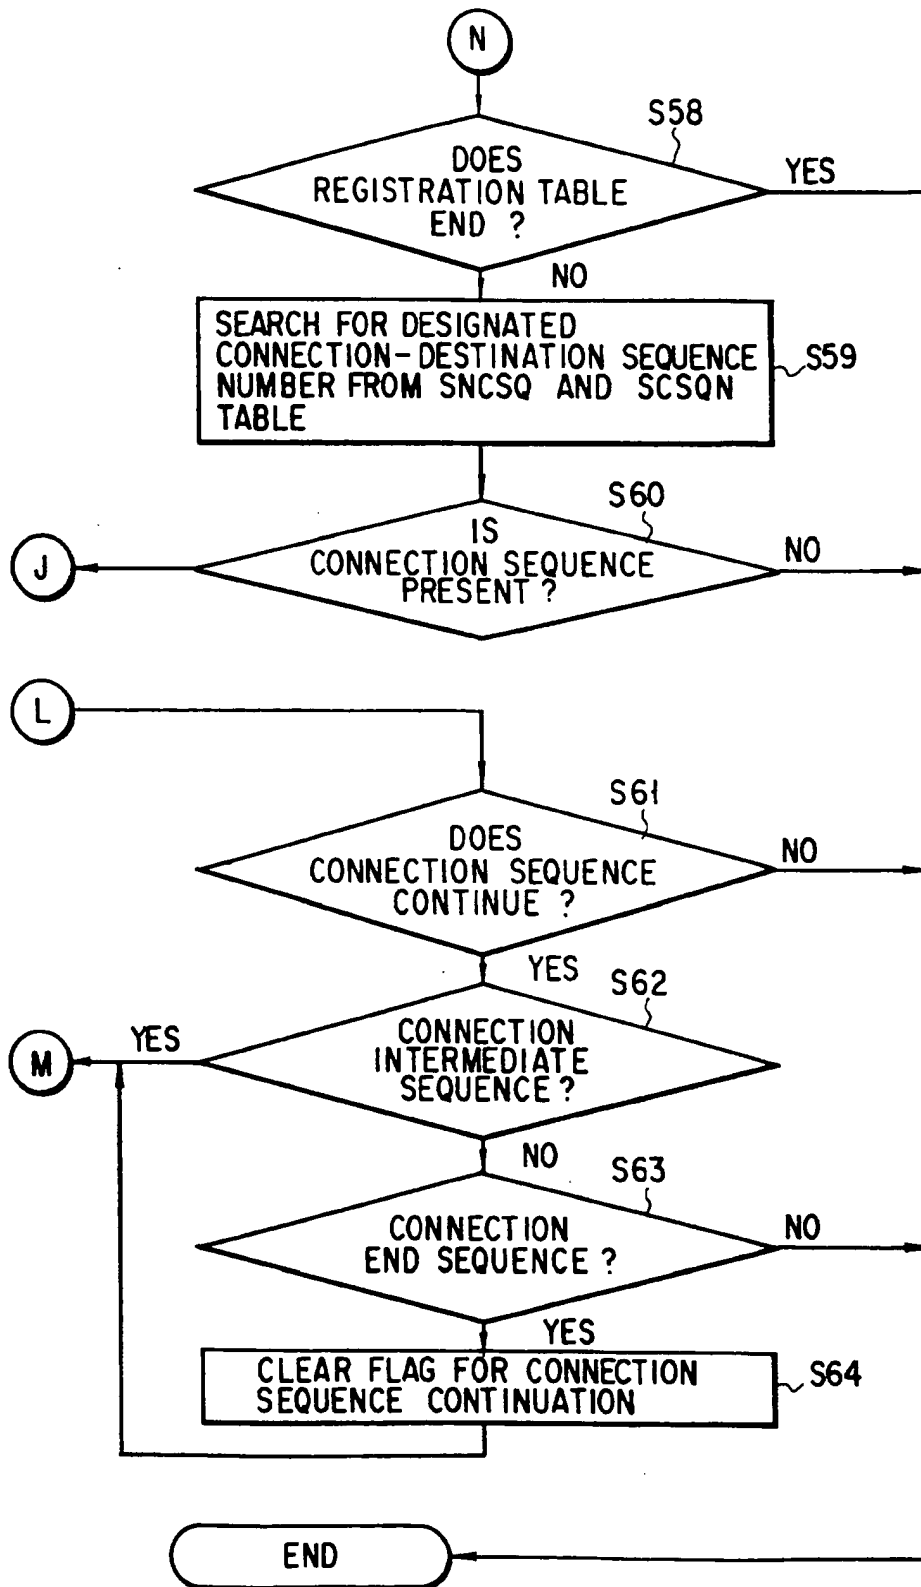 N
S58
DOES
REGISTRATION TABLE
END ?
YES
NO
SEARCH FOR DESIGNATED
CONNECTION-DESTINATION SEQUENCE
NUMBER FROM SNCSQ AND SCSQN
TABLE
S59
S60
IS
CONNECTION SEQUENCE
PRESENT ?
J
NO
L
S61
DOES
CONNECTION SEQUENCE
CONTINUE ?
NO
YES
S62
CONNECTION
INTERMEDIATE
SEQUENCE ?
M
YES
NO
S63
CONNECTION
END SEQUENCE ?
NO
YES
CLEAR FLAG FOR CONNECTION
SEQUENCE CONTINUATION
S64
END